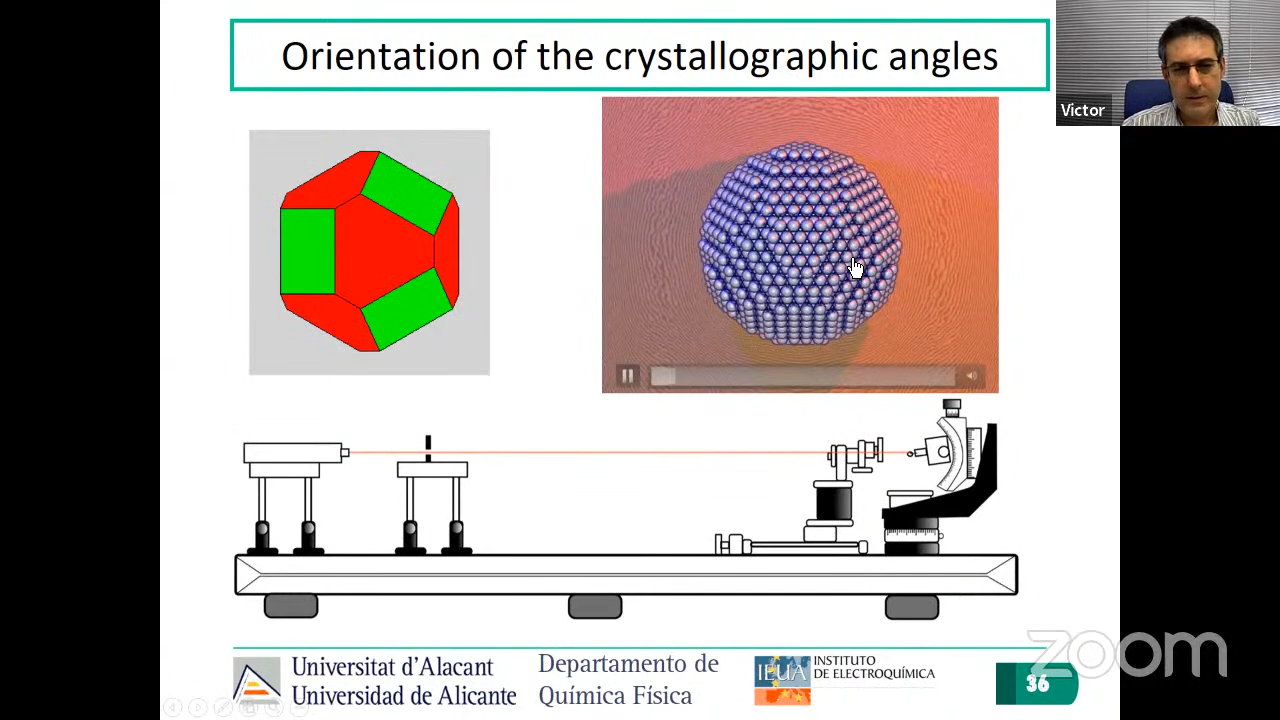 Orientation of the crystallographic angles
Victor
Universitat d'Alacant
Universidad de Alicante
Departamento de
Química Física
IEUA
INSTITUTO
DE ELECTROQUÍMICA
36
zoom